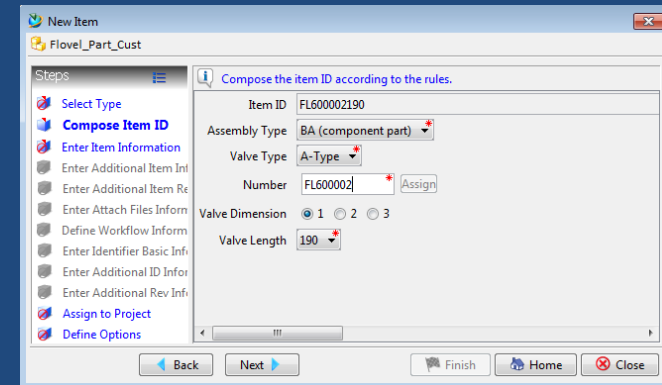 New Item
Flovel_Part_Cust
Steps
Select Type
Compose Item ID
Enter Item Information
Enter Additional Item Inf
Enter Additional Item Re
Enter Attach Files Inform
Define Workflow Inform
Enter Identifier Basic Inf
Enter Additional ID Infor
Enter Additional Rev Inf
Assign to Project
Define Options
Compose the item ID according to the rules.
Item ID FL600002190
Assembly Type BA (component part) *
Valve Type A-Type *
Number FL600002 * Assign
Valve Dimension 1 2 3
Valve Length 190 *
Back Next Finish Home Close